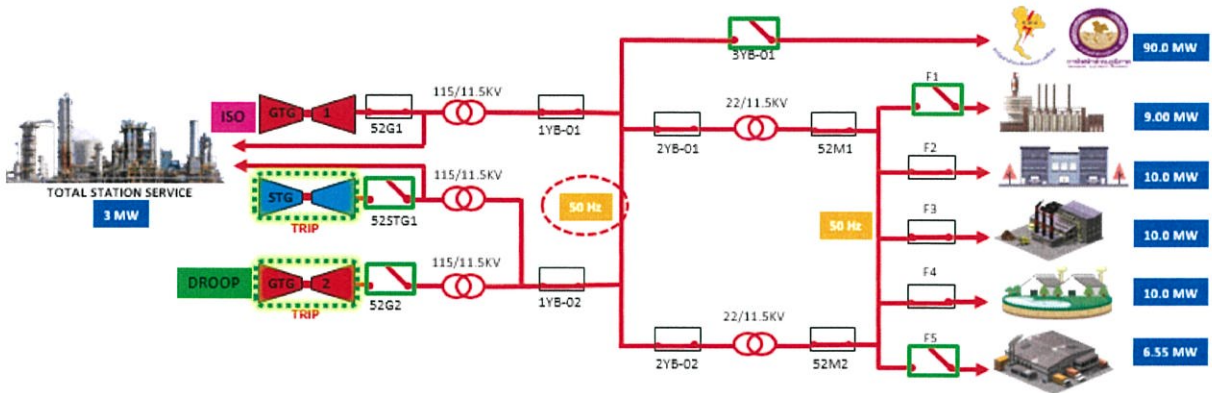 3YB-01
90.0 MW
ISO
GTG
1
52G1
115/11.5KV
1YB-01
2YB-01
22/11.5KV
52M1
F1
9.00 MW
F2
10.0 MW
TOTAL STATION SERVICE
3 MW
STG
TRIP
52STG1
115/11.5KV
50 Hz
50 Hz
F3
10.0 MW
DROOP
GTG
2
TRIP
52G2
115/11.5KV
1YB-02
F4
10.0 MW
2YB-02
22/11.5KV
52M2
F5
6.55 MW